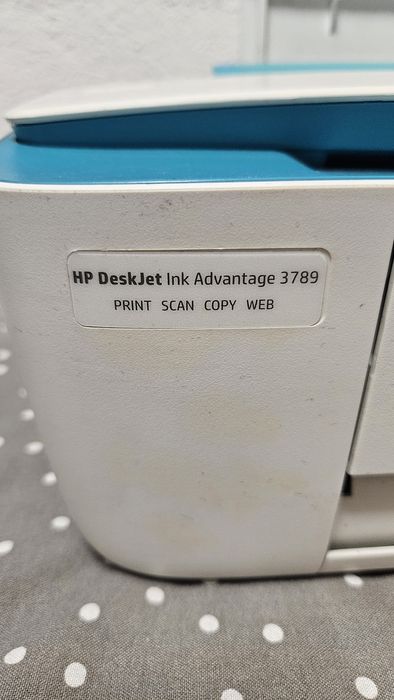 HP DeskJet Ink Advantage 3789
PRINT SCAN COPY WEB